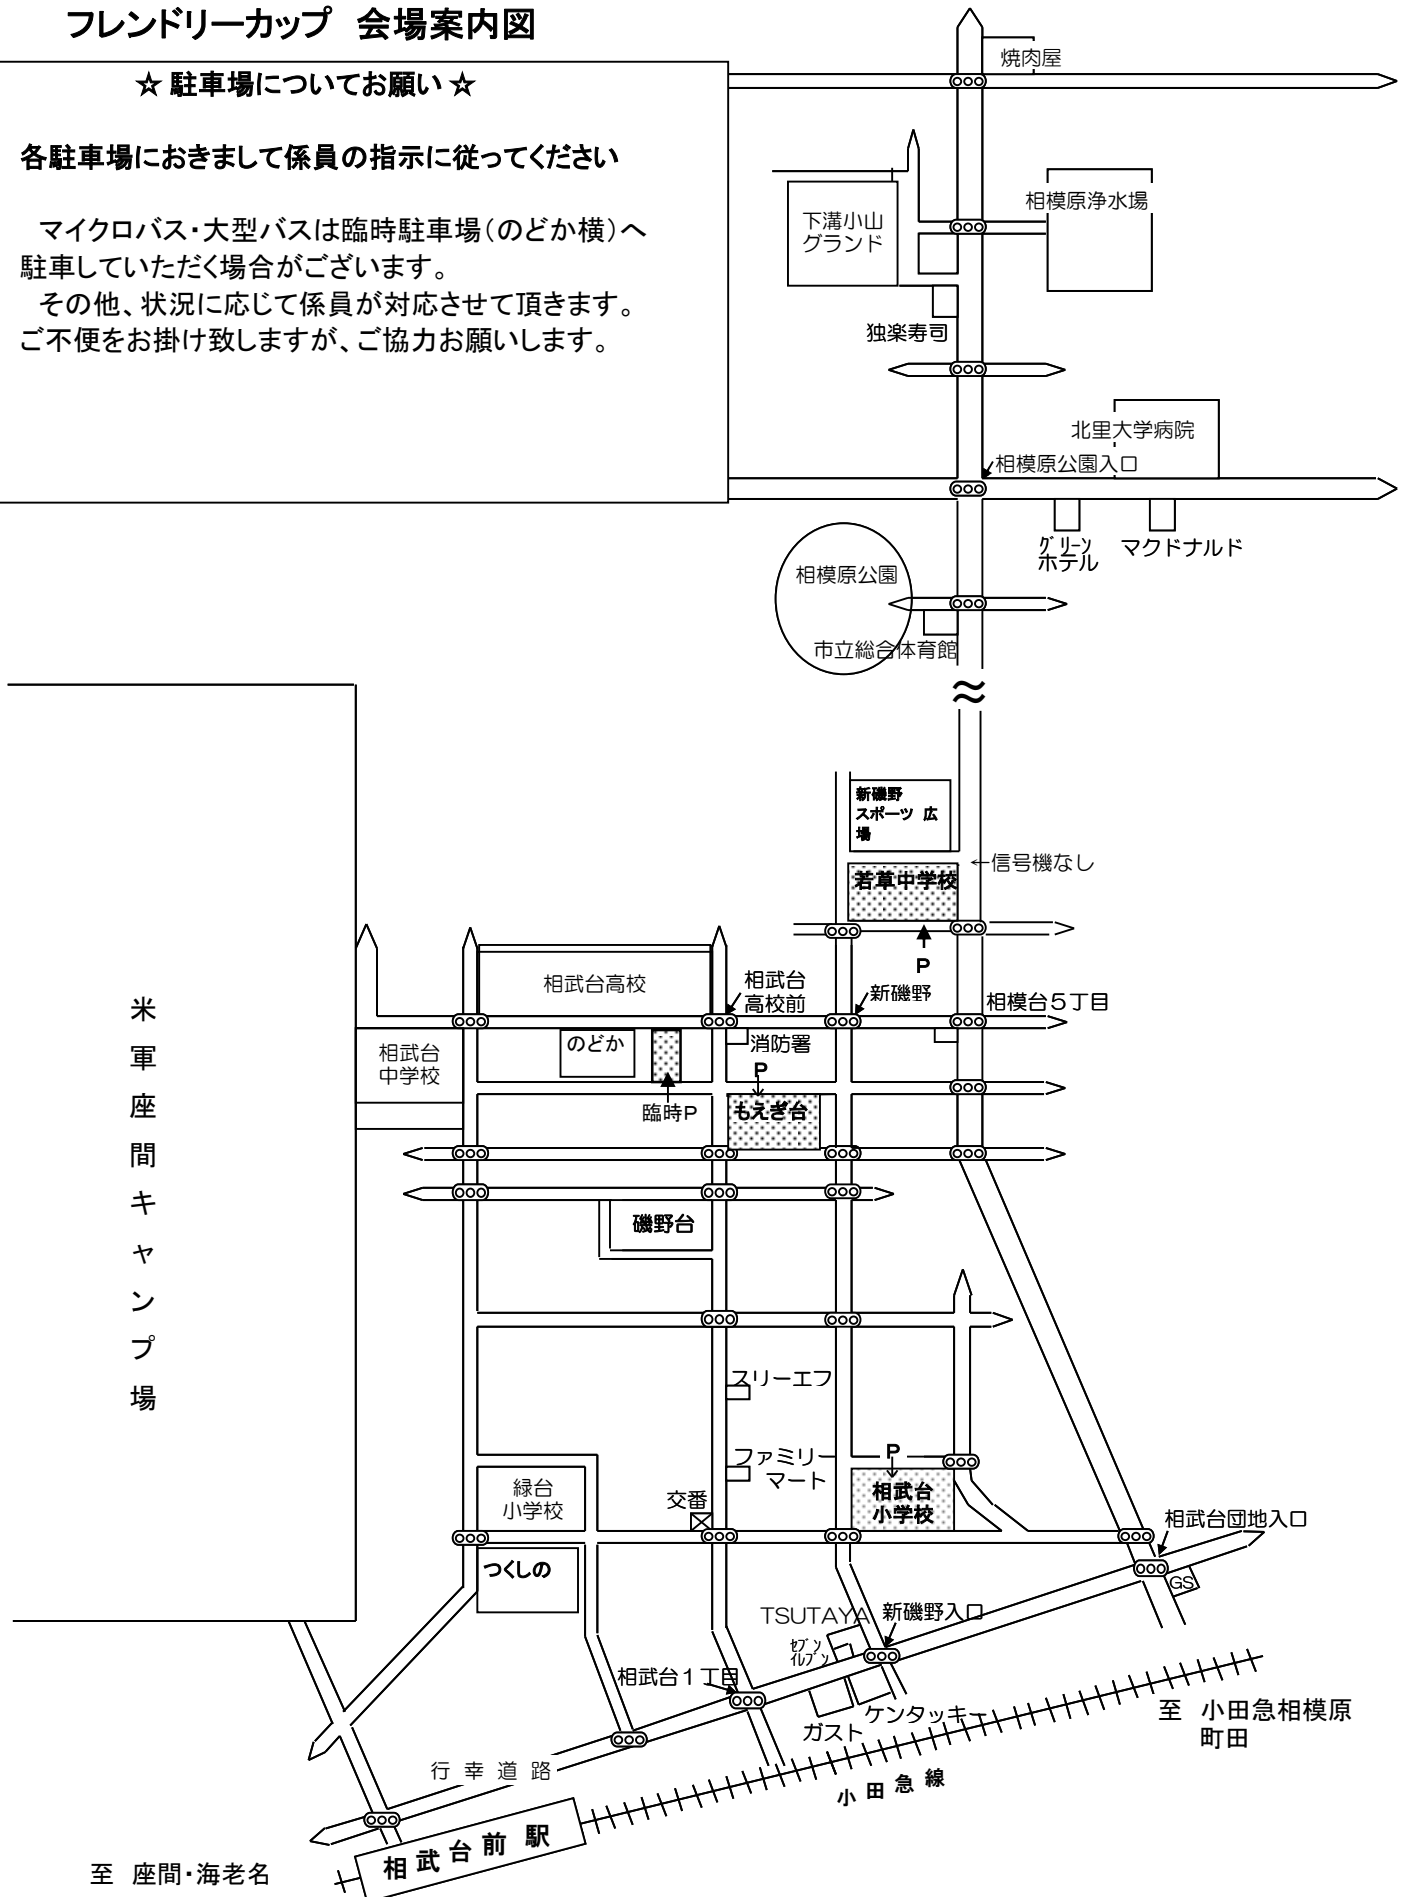 フレンドリーカップ 会場案内図
☆ 駐車場についてお願い ☆
各駐車場におきまして係員の指示に従ってください
マイクロバス・大型バスは臨時駐車場(のどか横)へ
駐車していただく場合がございます。
その他、状況に応じて係員が対応させて頂きます。
ご不便をお掛け致しますが、ご協力お願いします。
焼肉屋
相模原浄水場
下溝小山
グランド
独楽寿司
北里大学病院
相模原公園入口
グリーン
ホテル
マクドナルド
相模原公園
市立総合体育館
新磯野
スポーツ 広
場
←信号機なし
若草中学校
P
相武台高校
相武台
高校前
新磯野
相模台5丁目
米軍座間キャンプ場
相武台
中学校
のどか
消防署
P
臨時P
もえぎ台
磯野台
スリーエフ
ファミリー
マート
P
相武台
小学校
緑台
小学校
交番
相武台団地入口
つくしの
GS
TSUTAYA
新磯野入口
セブン
イレブン
相武台1丁目
ケンタッキー
ガスト
至 小田急相模原
町田
行幸道路
小田急線
相武台前駅
至 座間・海老名